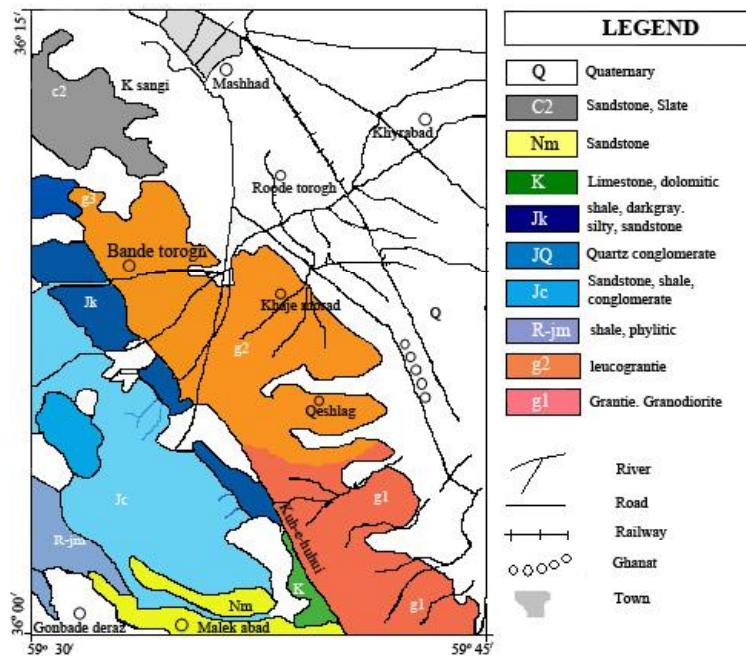 36° 15'
c2
K sangi
Mashhad
Khyrabad
Roode torogh
g3
Bande torogh
Khaje morad
Jk
g2
Q
Qeshlag
Jc
g1
Kuh-e-huhui
R-jm
K
Nm
g1
36° 00'
Gonbade deraz
Malek abad
59° 30'
59° 45'
LEGEND
Q Quaternary
C2 Sandstone, Slate
Nm Sandstone
K Limestone, dolomitic
Jk shale, darkgray.
silty, sandstone
JQ Quartz conglomerate
Jc Sandstone, shale,
conglomerate
R-jm shale, phylitic
g2 leucograntie
g1 Grantie. Granodiorite
River
Road
Railway
Ghanat
Town